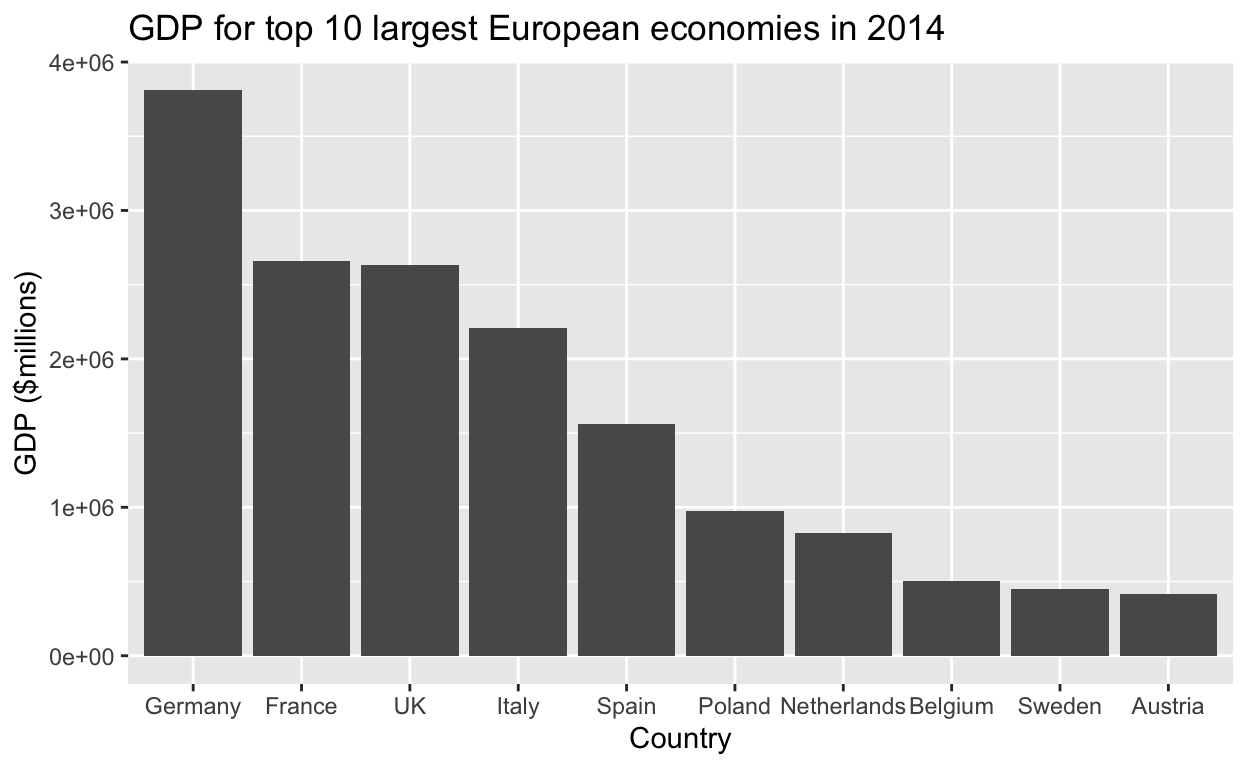 GDP for top 10 largest European economies in 2014
4e+06
3e+06
2e+06
1e+06
0e+00
GDP ($millions)
Germany France UK Italy Spain Poland Netherlands Belgium Sweden Austria
Country